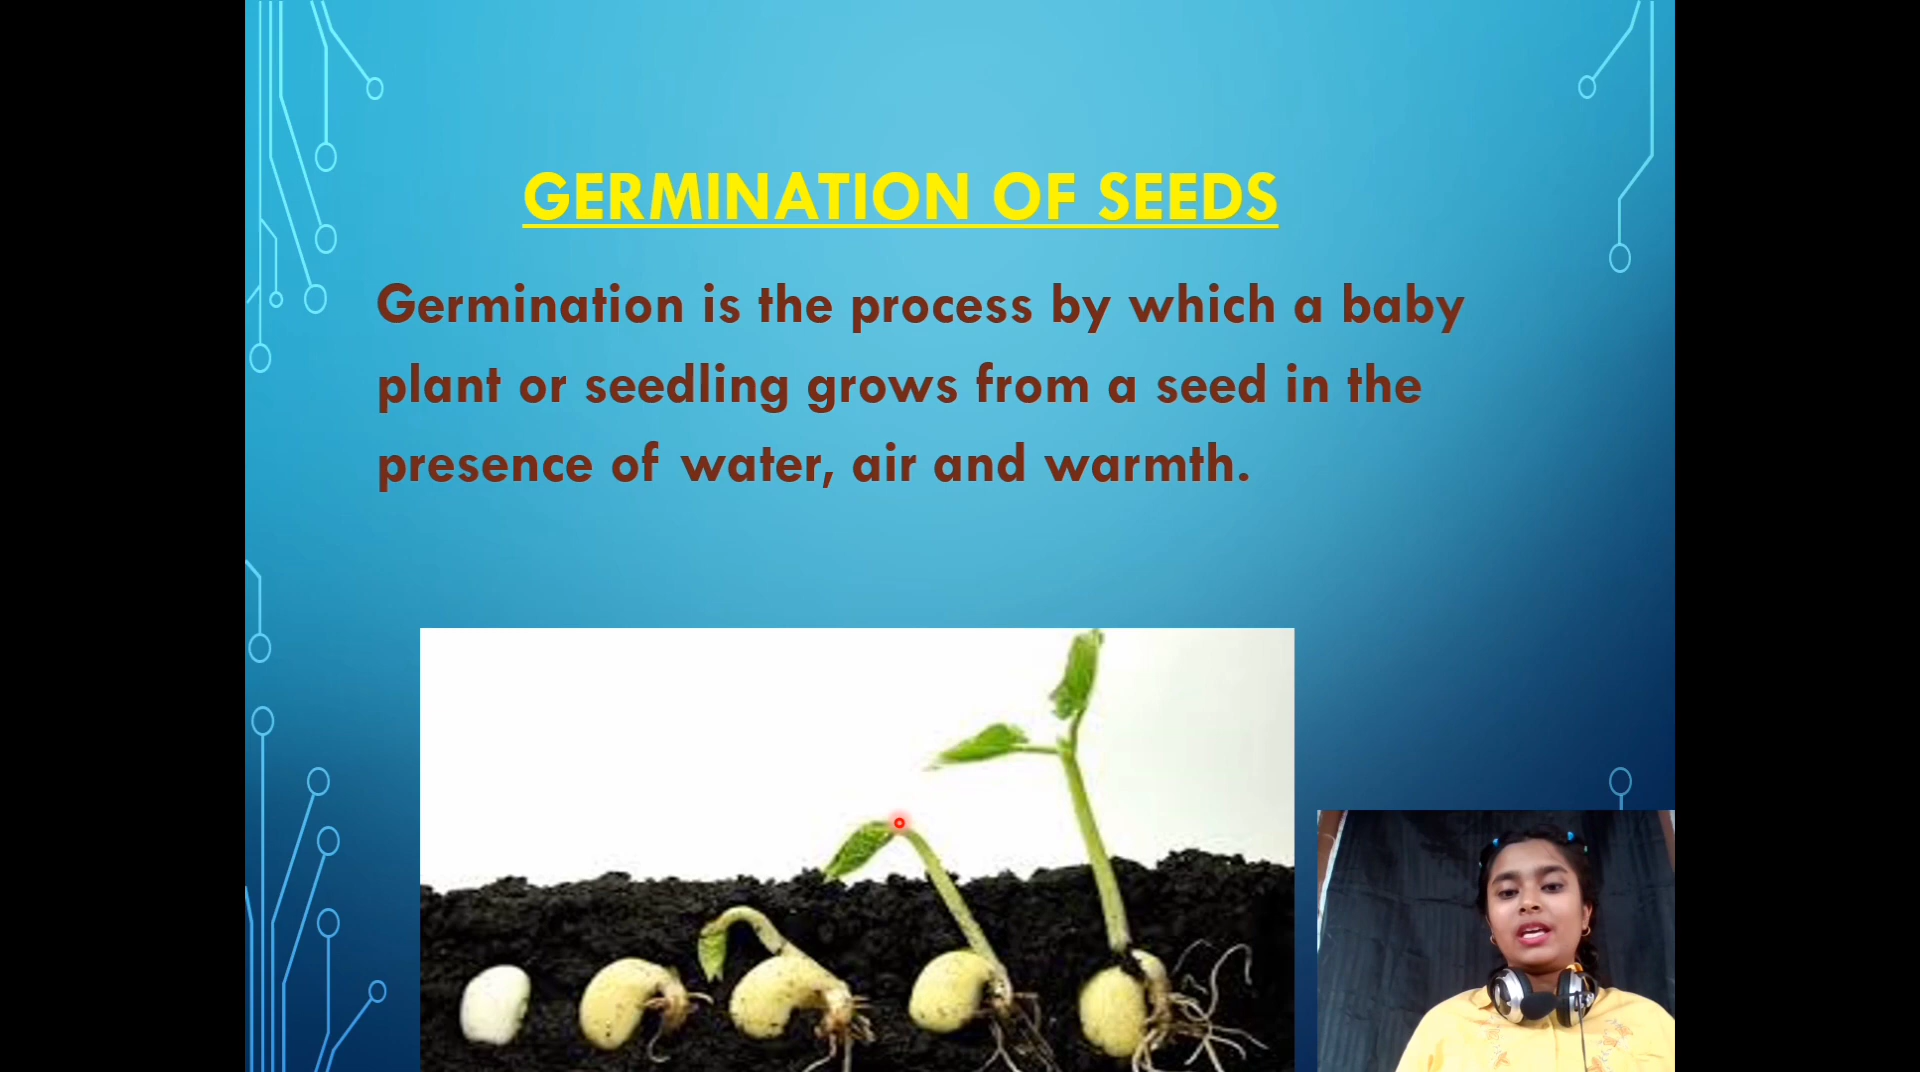 GERMINATION OF SEEDS
Germination is the process by which a baby
plant or seedling grows from a seed in the
presence of water, air and warmth.